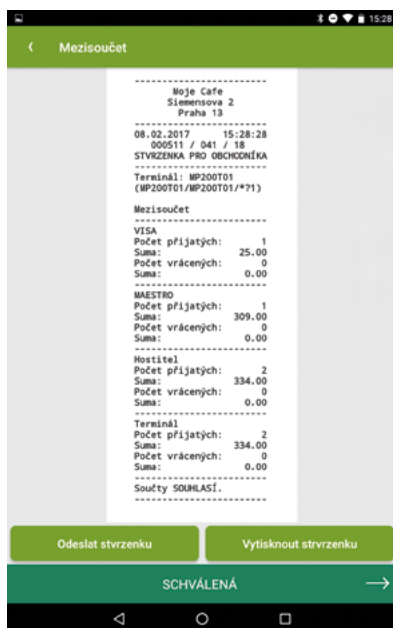 15:28
Mezisoučet
Moje Cafe
Siemensova 2
Praha 13
08.02.2017 15:28:28
000511 / 041 / 18
STVRZENKA PRO OBCHODNÍKA
Terminál: MP200T01
(MP200T01/MP200T01/*?1)
Mezisoučet
VISA
Počet přijatých: 1
Suma: 25.00
Počet vrácených: 0
Suma: 0.00
MAESTRO
Počet přijatých: 1
Suma: 309.00
Počet vrácených: 0
Suma: 0.00
Hostitel
Počet přijatých: 2
Suma: 334.00
Počet vrácených: 0
Suma: 0.00
Terminál
Počet přijatých: 2
Suma: 334.00
Počet vrácených: 0
Suma: 0.00
Součty SOUHLASÍ.
Odeslat stvrzenku
Vytisknout strvrzenku
SCHVÁLENÁ